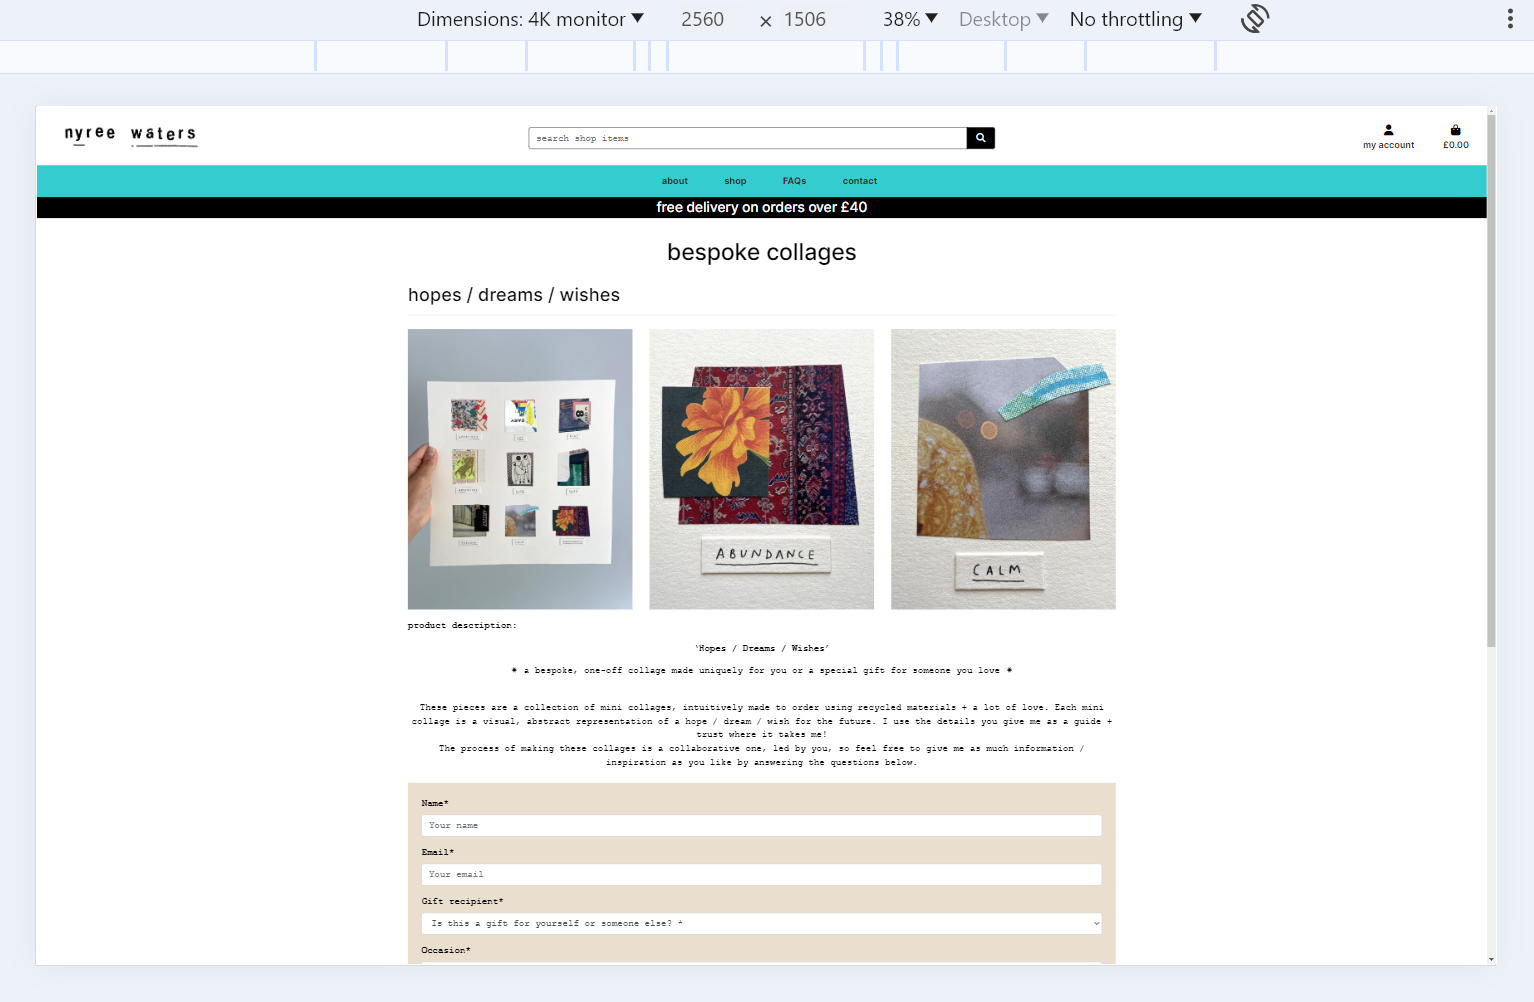 Dimensions: 4K monitor ▼ 2560 × 1506 38% ▼ Desktop ▼ No throttling ▼
nyree waters
search shop items
my account
£0.00
about shop FAQs contact
free delivery on orders over £40
bespoke collages
hopes / dreams / wishes
ABUNDANCE
CALM
product description:
'Hopes / Dreams / Wishes'
* a bespoke, one-off collage made uniquely for you or a special gift for someone you love *
These pieces are a collection of mini collages, intuitively made to order using recycled materials + a lot of love. Each mini
collage is a visual, abstract representation of a hope / dream / wish for the future. I use the details you give me as a guide +
trust where it takes me!
The process of making these collages is a collaborative one, led by you, so feel free to give me as much information /
inspiration as you like by answering the questions below.
Name*
Your name
Email*
Your email
Gift recipient*
Is this a gift for yourself or someone else? *
Occasion*